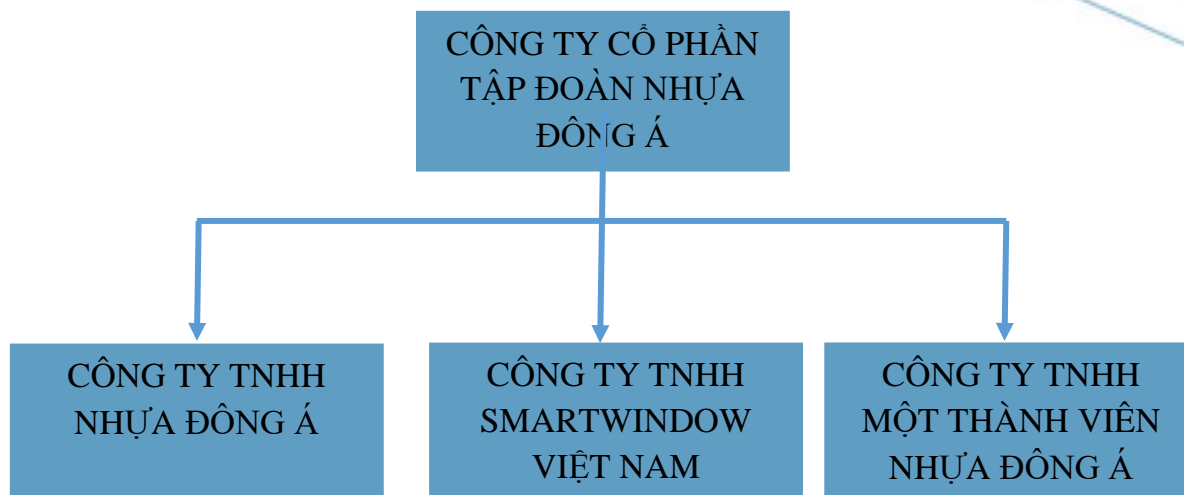 CÔNG TY CỔ PHẦN
TẬP ĐOÀN NHỰA
ĐÔNG Á
CÔNG TY TNHH
NHỰA ĐÔNG Á
CÔNG TY TNHH
SMARTWINDOW
VIỆT NAM
CÔNG TY TNHH
MỘT THÀNH VIÊN
NHỰA ĐÔNG Á